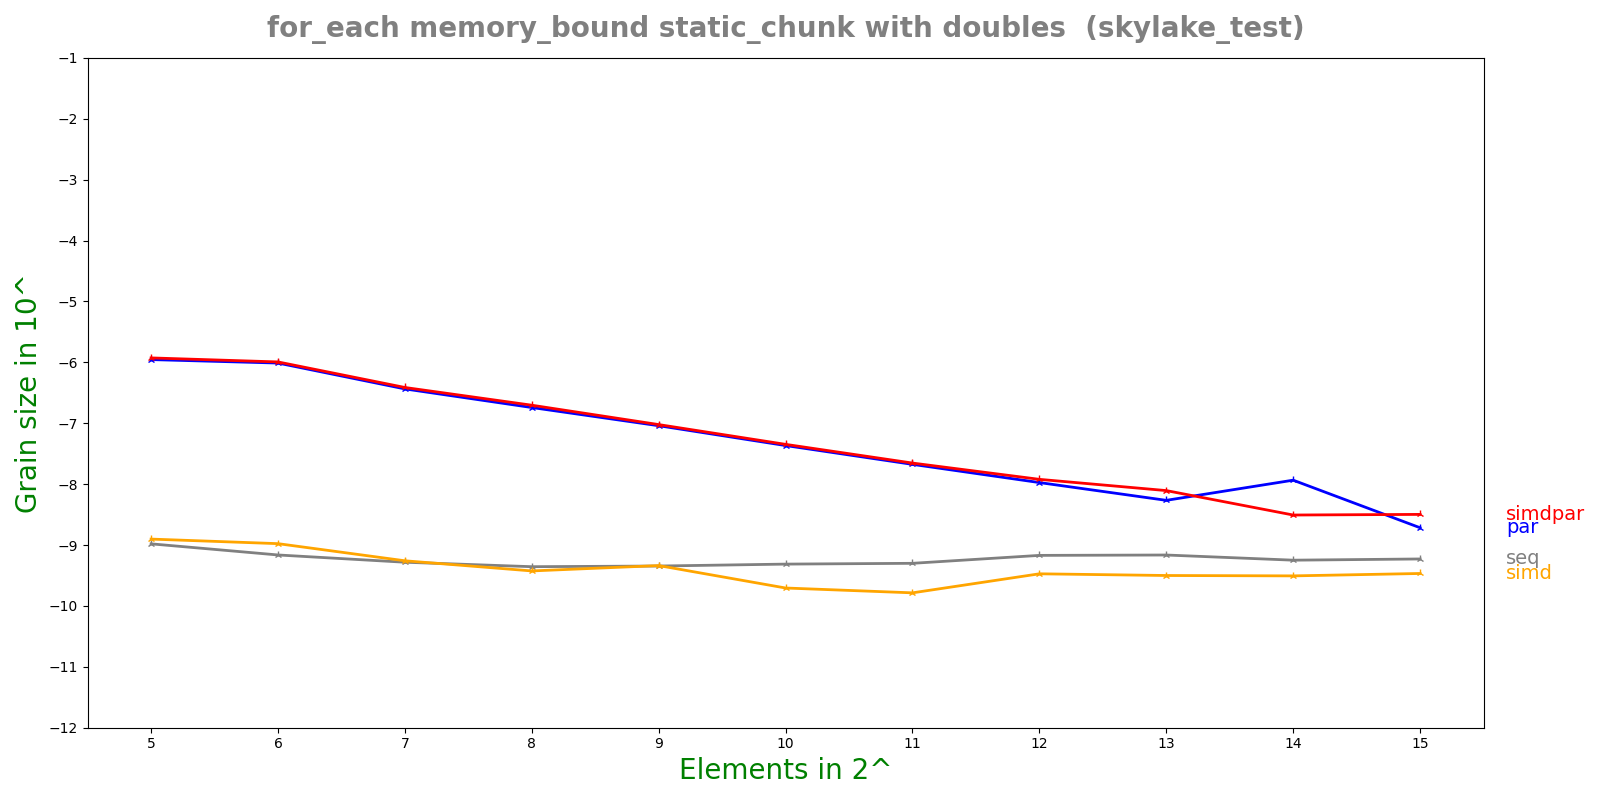 for_each memory_bound static_chunk with doubles  (skylake_test)
Grain size in 10^
−1
−2
−3
−4
−5
−6
−7
−8
−9
−10
−11
−12
simdpar
par
seq
simd
5 6 7 8 9 10 11 12 13 14 15
Elements in 2^